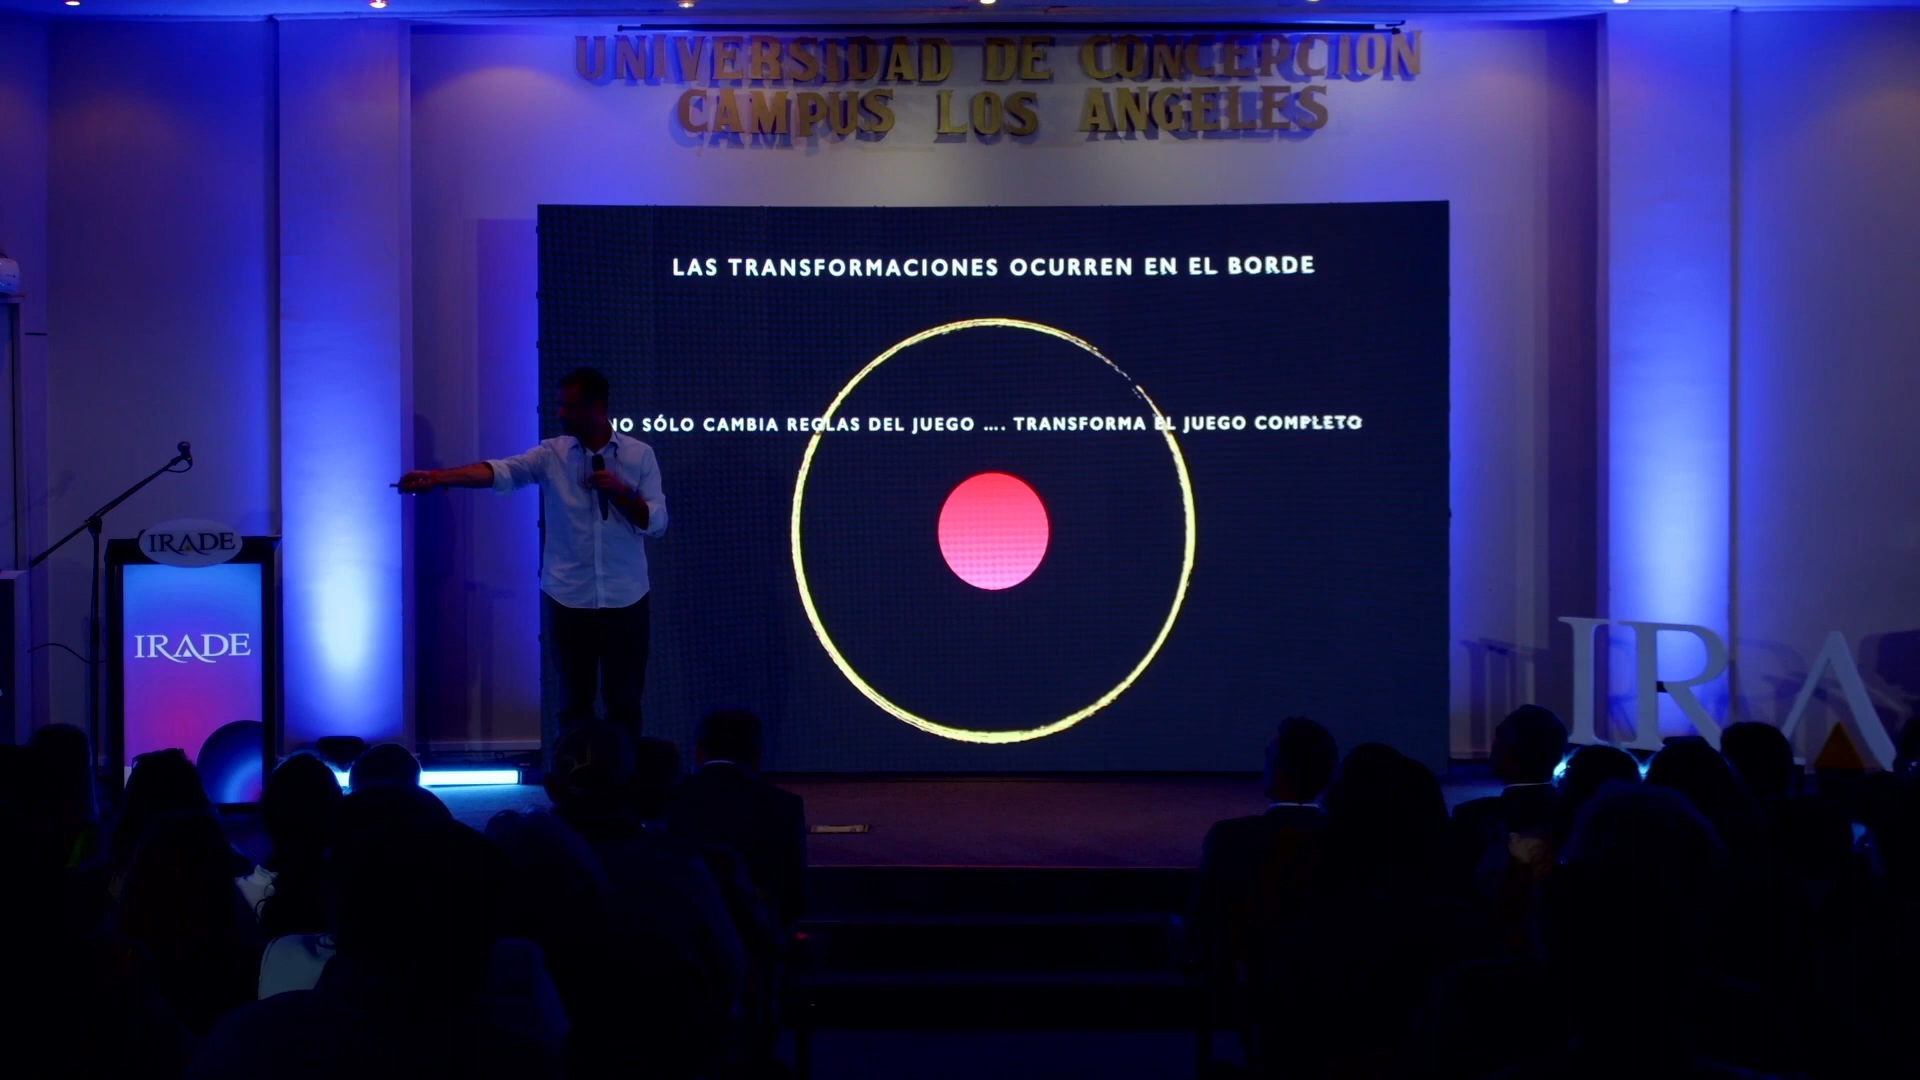 UNIVERSIDAD DE CONCEPCION
CAMPUS LOS ANGELES
LAS TRANSFORMACIONES OCURREN EN EL BORDE
NO SÓLO CAMBIA REGLAS DEL JUEGO .... TRANSFORMA EL JUEGO COMPLETO
IRADE
IRADE
IRA